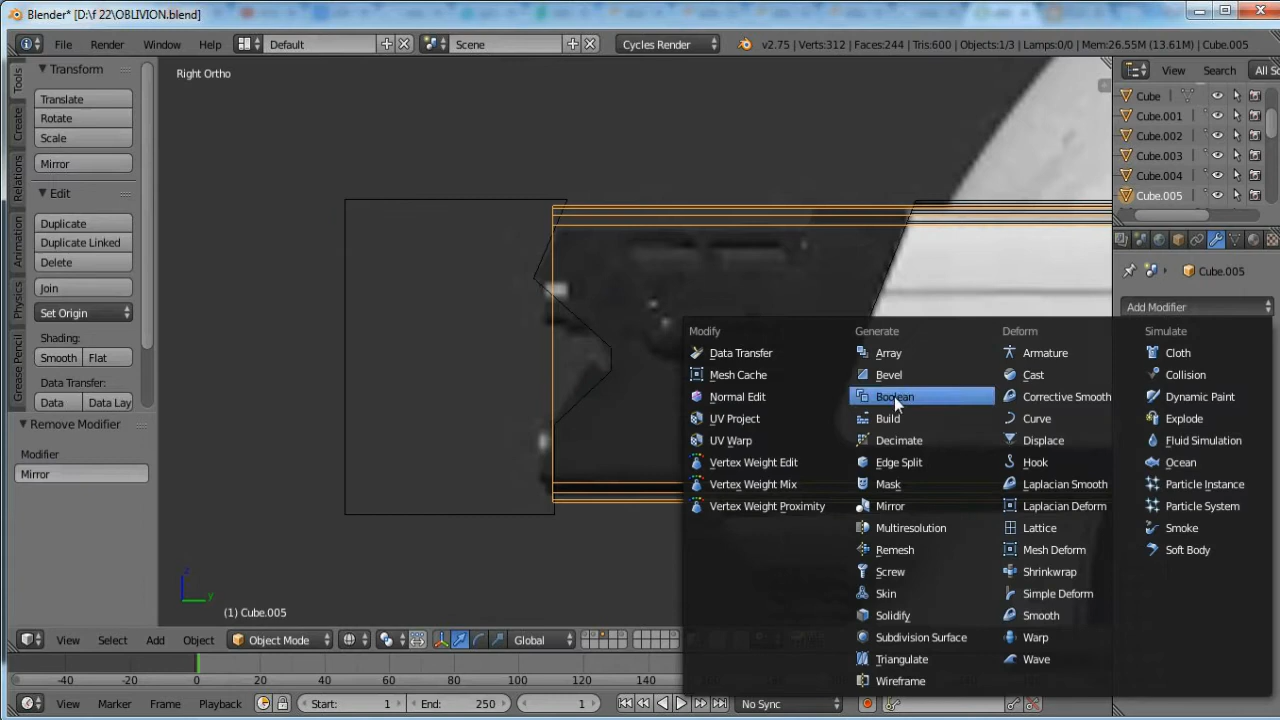 Blender* [D:\f 22\OBLIVION.blend]
File Render Window Help Default Scene Cycles Render v2.75 | Verts:312 | Faces:244 | Tris:600 | Objects:1/3 | Lamps:0/0 | Mem:26.55M (13.61M) | Cube.005
Tools
Create
Relations
Animation
Physics
Grease Pencil
Transform
Translate
Rotate
Scale
Mirror
Edit
Duplicate
Duplicate Linked
Delete
Join
Set Origin
Shading:
Smooth Flat
Data Transfer:
Data Data Lay
Remove Modifier
Modifier
Mirror
Right Ortho
z
y
(1) Cube.005
View Search All Sc
Cube
Cube.001
Cube.002
Cube.003
Cube.004
Cube.005
Cube.005
Add Modifier
Modify
Data Transfer
Mesh Cache
Normal Edit
UV Project
UV Warp
Vertex Weight Edit
Vertex Weight Mix
Vertex Weight Proximity
Generate
Array
Bevel
Boolean
Build
Decimate
Edge Split
Mask
Mirror
Multiresolution
Remesh
Screw
Skin
Solidify
Subdivision Surface
Triangulate
Wireframe
Deform
Armature
Cast
Corrective Smooth
Curve
Displace
Hook
Laplacian Smooth
Laplacian Deform
Lattice
Mesh Deform
Shrinkwrap
Simple Deform
Smooth
Warp
Wave
Simulate
Cloth
Collision
Dynamic Paint
Explode
Fluid Simulation
Ocean
Particle Instance
Particle System
Smoke
Soft Body
View Select Add Object Object Mode Global
-40 -20 0 20 40 60 80 100 120 140 160
View Marker Frame Playback Start: 1 End: 250 1 No Sync